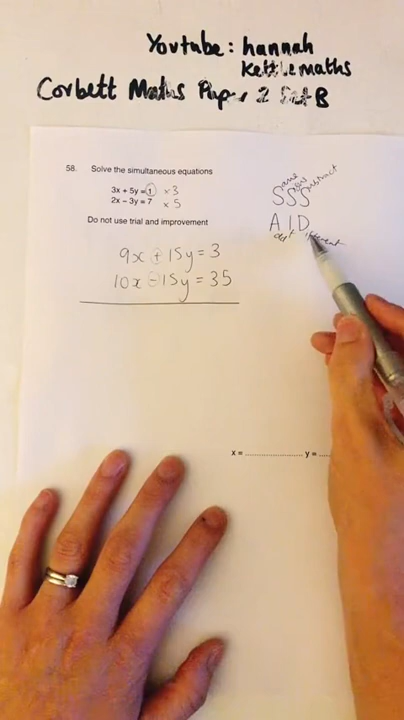 Youtube: hannah
kettlemaths
Corbett Maths Paper 2 Set B
58. Solve the simultaneous equations
3x + 5y = 1 ×3
2x – 3y = 7 ×5
Do not use trial and improvement
9x + 15y = 3
10x - 15y = 35
same sign subtract
SSS
AID
add if different
x = .................... y = ....